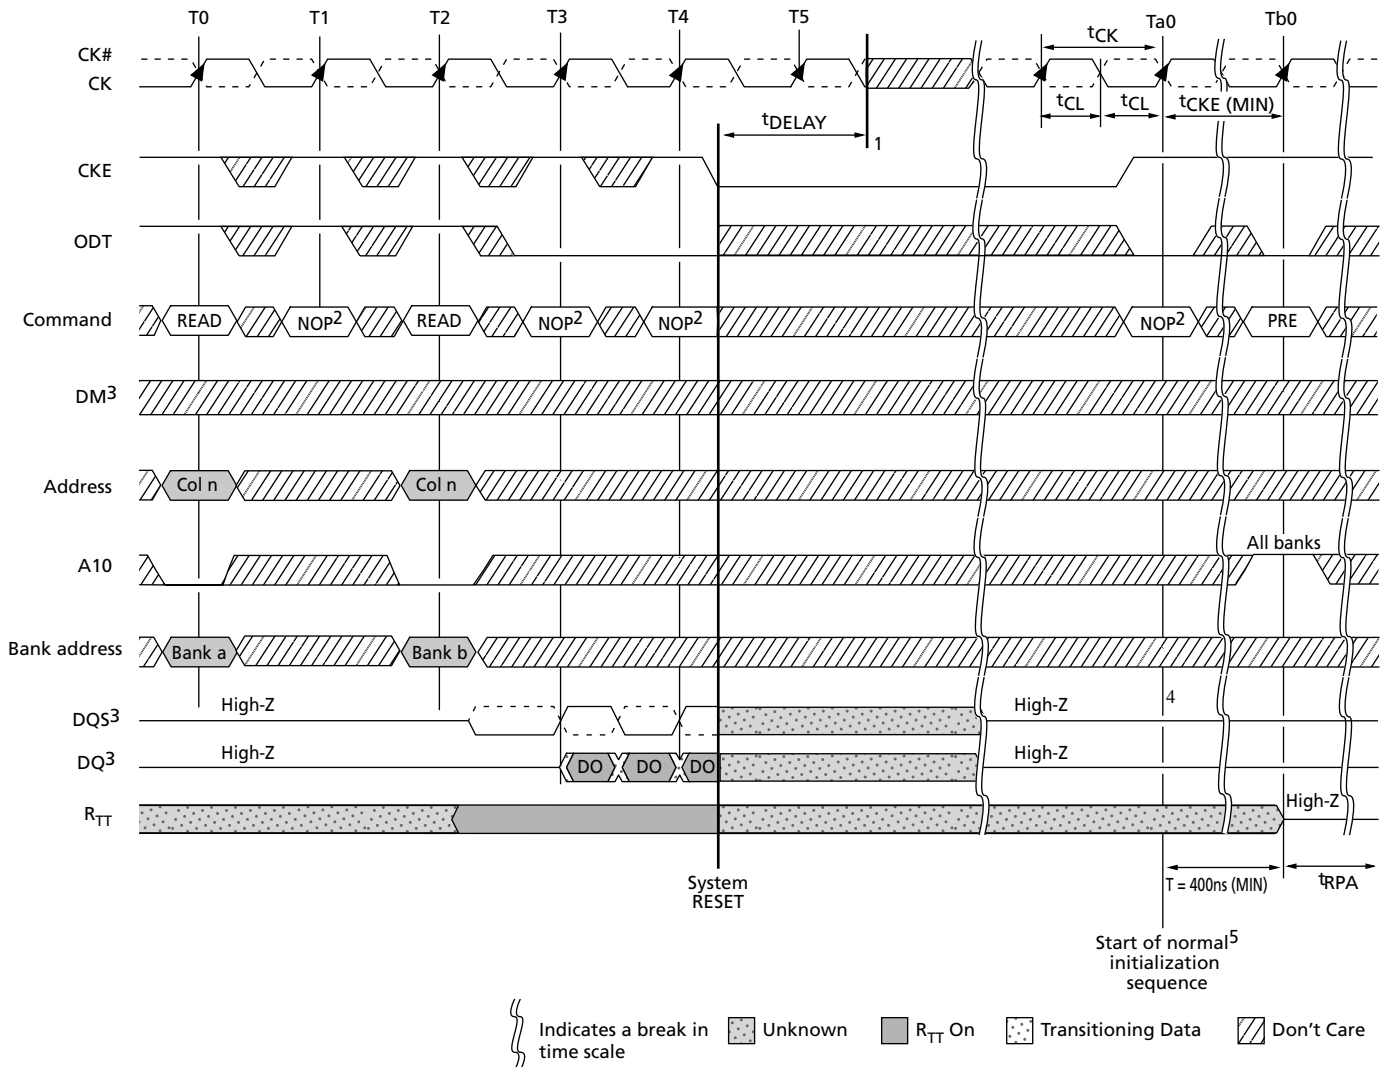 T0 T1 T2 T3 T4 T5 Ta0 Tb0
CK#
CK
tCK
tCL tCL tCKE (MIN)
tDELAY
1
CKE
ODT
Command READ NOP2 READ NOP2 NOP2 NOP2 PRE
DM3
Address Col n Col n
A10 All banks
Bank address Bank a Bank b
DQS3 High-Z High-Z 4
DQ3 High-Z DO DO DO High-Z
RTT High-Z
System
RESET
T = 400ns (MIN) tRPA
Start of normal5
initialization
sequence
Indicates a break in
time scale
Unknown
RTT On
Transitioning Data
Don't Care